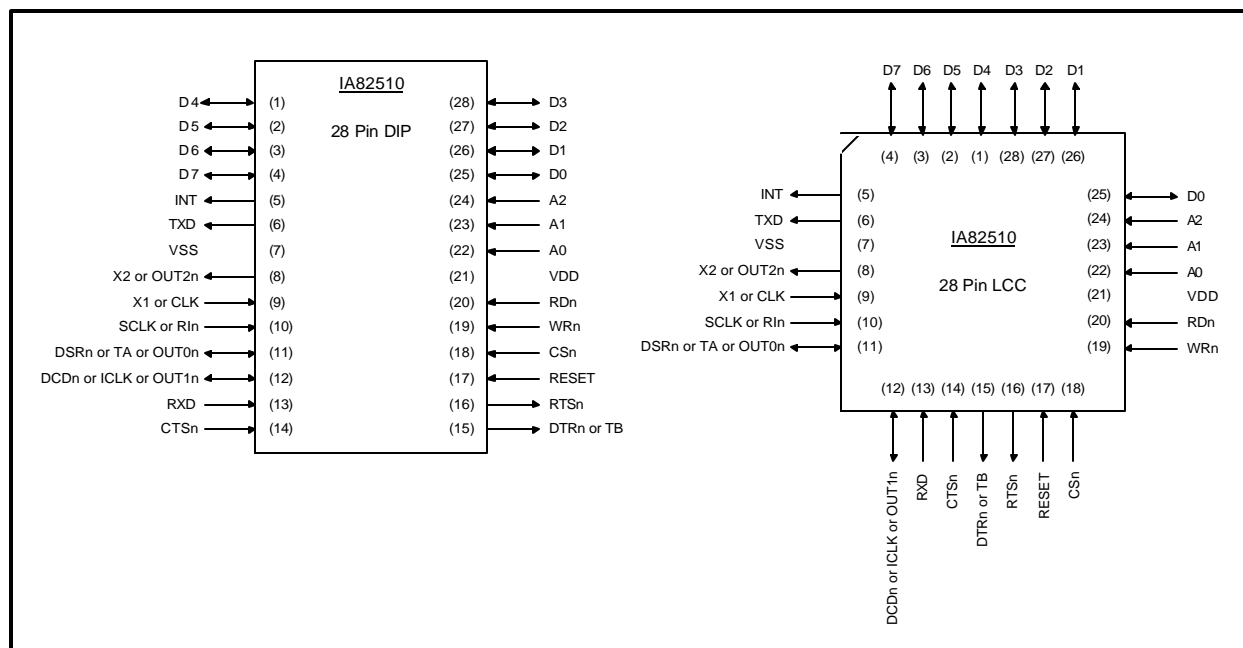 IA82510
28 Pin DIP
D4 (1) (28) D3
D5 (2) (27) D2
D6 (3) (26) D1
D7 (4) (25) D0
INT (5) (24) A2
TXD (6) (23) A1
VSS (7) (22) A0
X2 or OUT2n (8) (21) VDD
X1 or CLK (9) (20) RDn
SCLK or RIn (10) (19) WRn
DSRn or TA or OUT0n (11) (18) CSn
DCDn or ICLK or OUT1n (12) (17) RESET
RXD (13) (16) RTSn
CTSn (14) (15) DTRn or TB
D7 D6 D5 D4 D3 D2 D1
(4) (3) (2) (1) (28) (27) (26)
INT (5) (25) D0
TXD (6) (24) A2
VSS (7) (23) A1
IA82510
X2 or OUT2n (8) (22) A0
28 Pin LCC
X1 or CLK (9) (21) VDD
SCLK or RIn (10) (20) RDn
DSRn or TA or OUT0n (11) (19) WRn
(12) (13) (14) (15) (16) (17) (18)
DCDn or ICLK or OUT1n
RXD
CTSn
DTRn or TB
RTSn
RESET
CSn